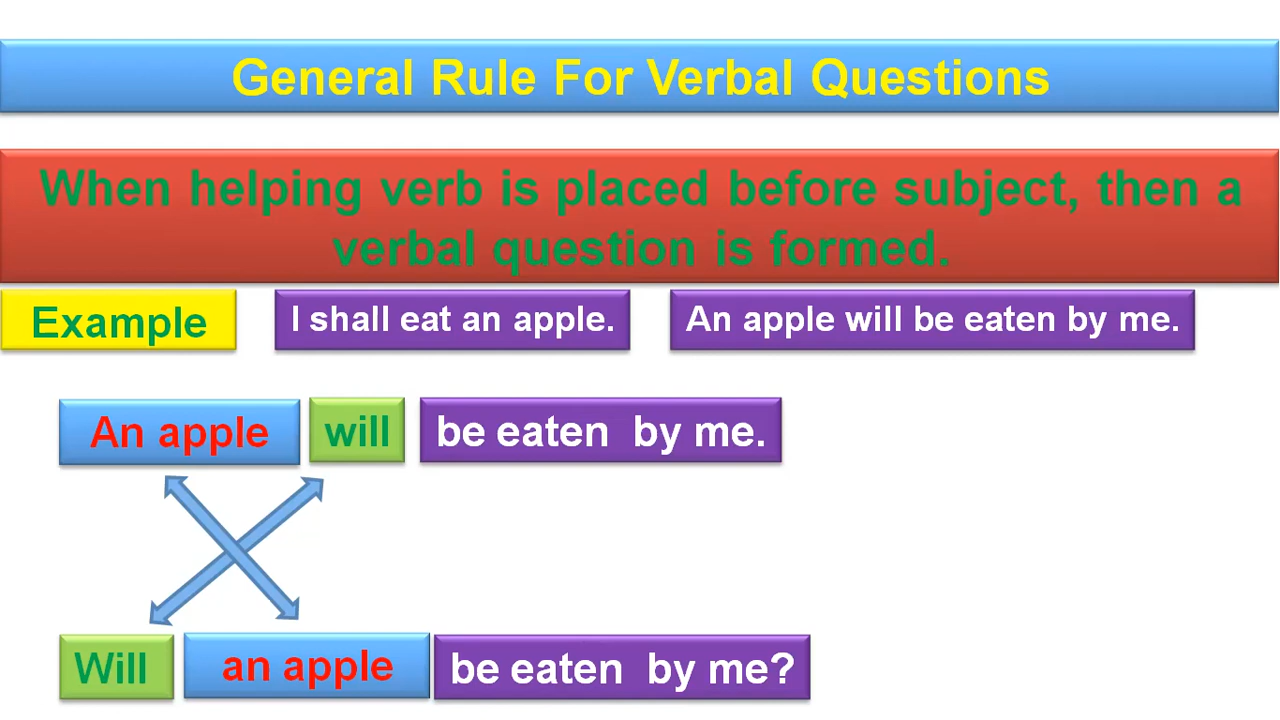 General Rule For Verbal Questions
When helping verb is placed before subject, then a
verbal question is formed.
Example I shall eat an apple. An apple will be eaten by me.
An apple will be eaten by me.
Will an apple be eaten by me?